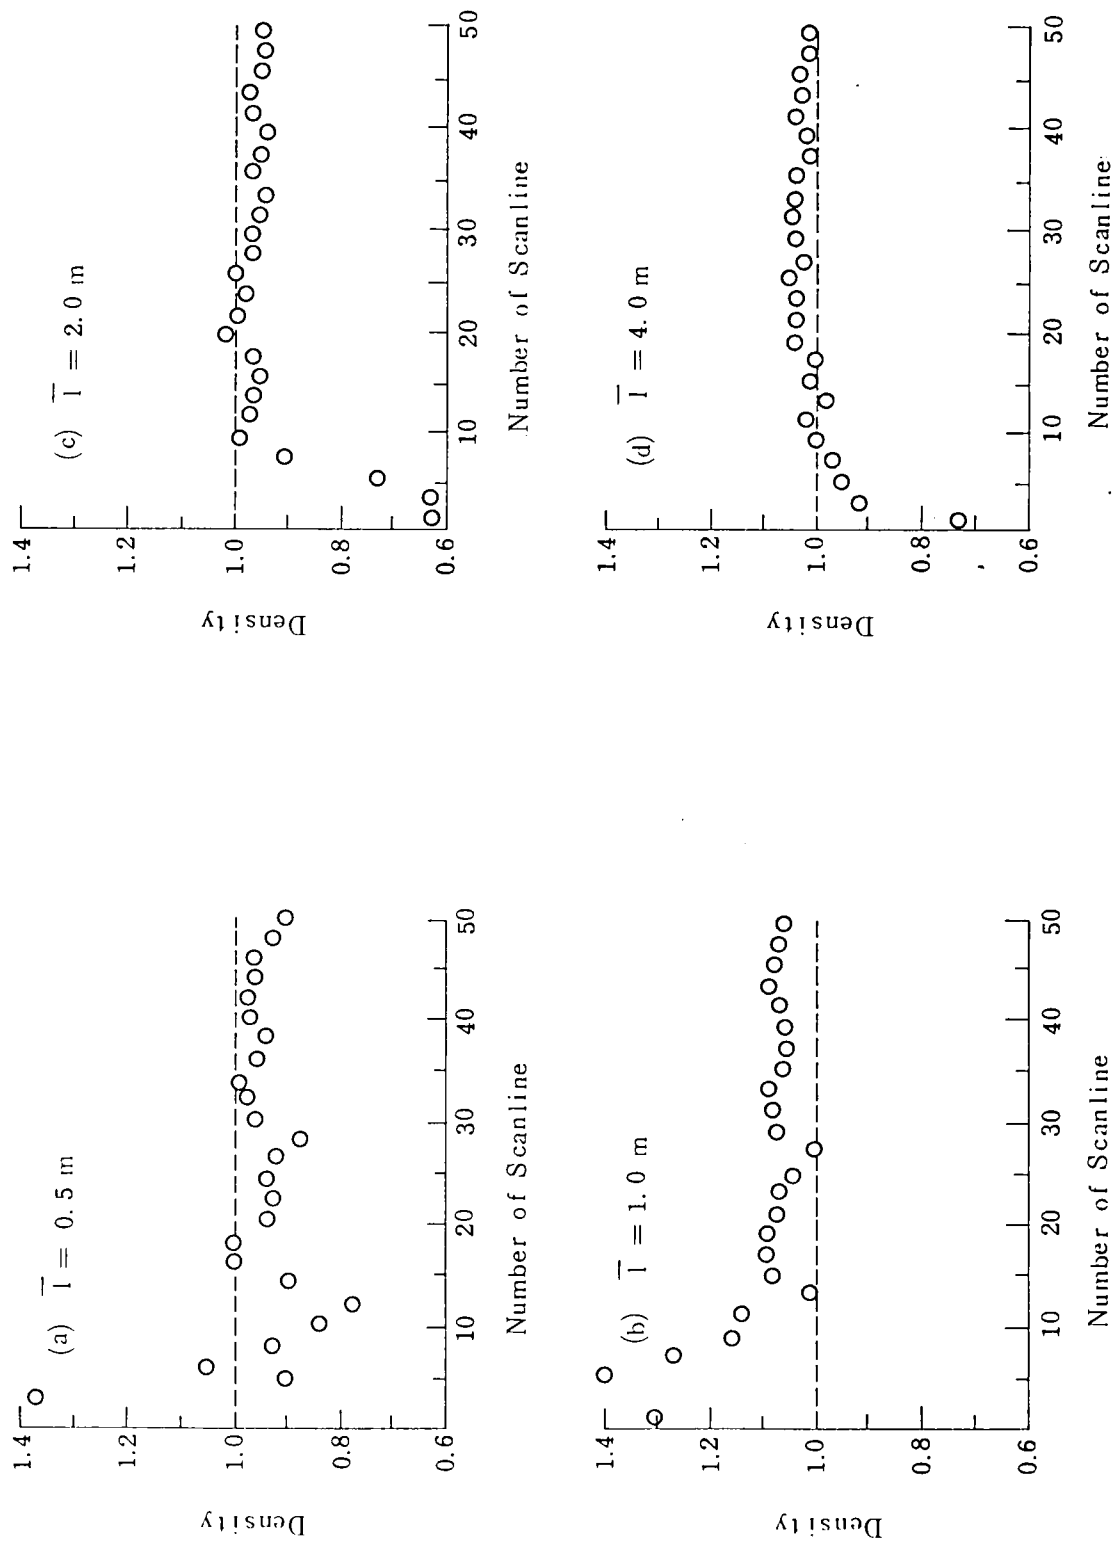 (a) l̅ = 0.5 m
Density
1.4
1.2
1.0
0.8
0.6
10 20 30 40 50
Number of Scanline
(c) l̅ = 2.0 m
Density
1.4
1.2
1.0
0.8
0.6
10 20 30 40 50
Number of Scanline
(b) l̅ = 1.0 m
Density
1.4
1.2
1.0
0.8
0.6
10 20 30 40 50
Number of Scanline
(d) l̅ = 4.0 m
Density
1.4
1.2
1.0
0.8
0.6
10 20 30 40 50
Number of Scanline